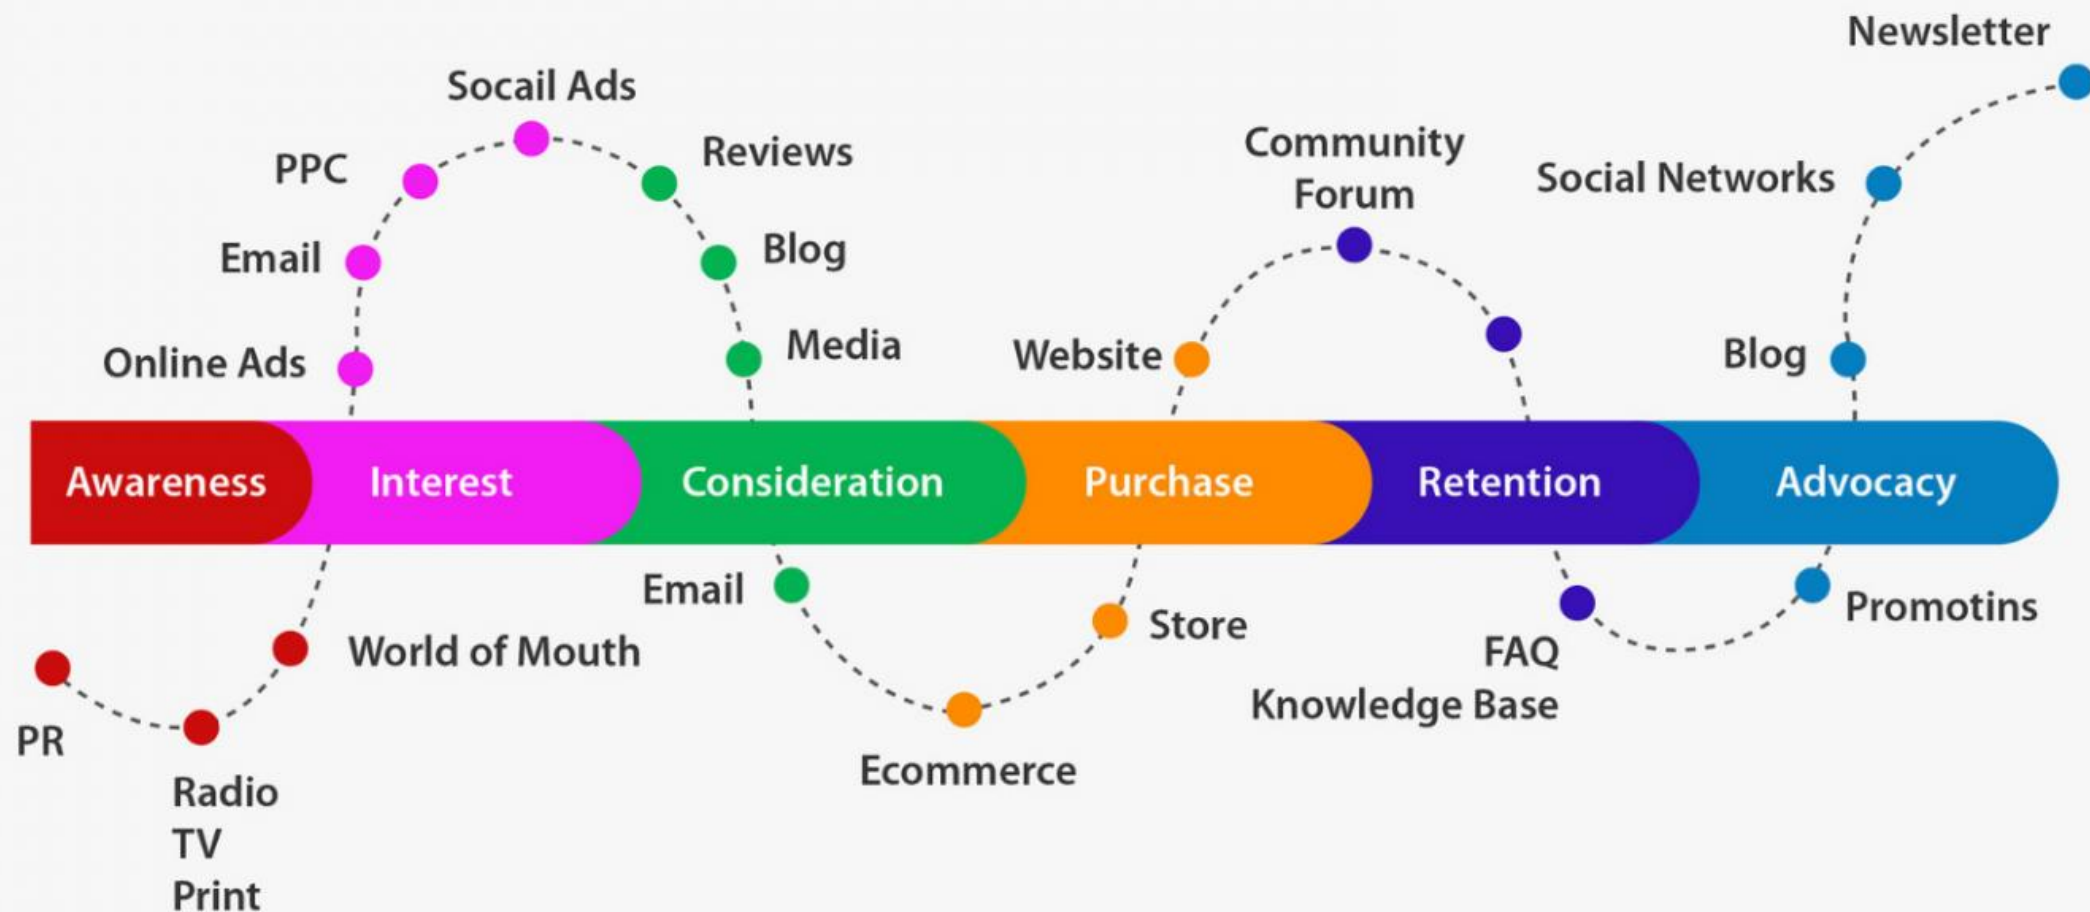 Newsletter
Socail Ads
Community
Forum
Reviews
PPC
Social Networks
Blog
Email
Media
Website
Blog
Online Ads
Awareness
Interest
Consideration
Purchase
Retention
Advocacy
Email
Promotins
Store
World of Mouth
FAQ
Knowledge Base
PR
Ecommerce
Radio
TV
Print